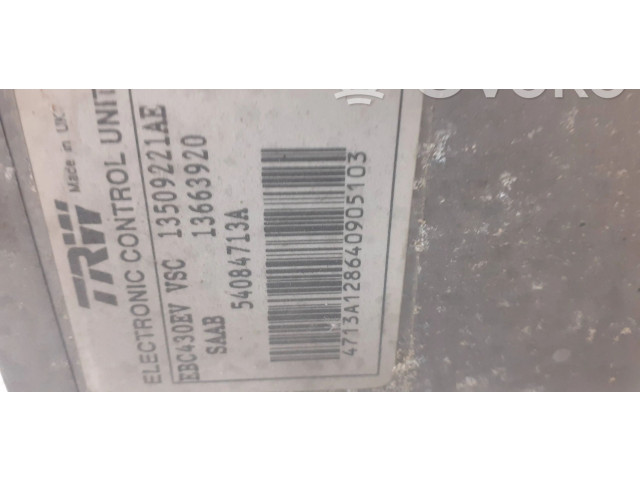 TRW Made in UK
ELECTRONIC CONTROL UNIT
EBC430EV VSC 13509221AE
SAAB 13663920
54084713A
4713A128640905103